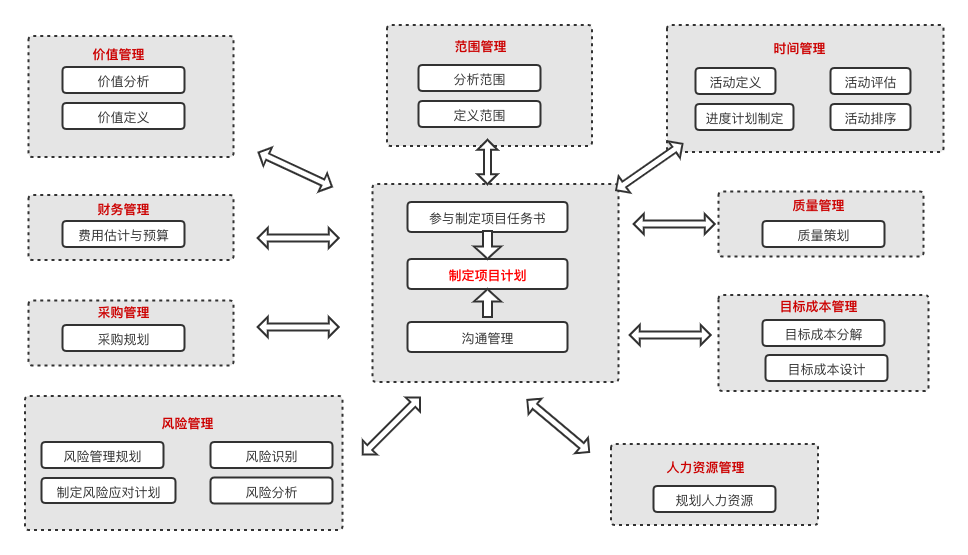 价值管理
价值分析
价值定义
范围管理
分析范围
定义范围
时间管理
活动定义
活动评估
进度计划制定
活动排序
财务管理
费用估计与预算
参与制定项目任务书
制定项目计划
沟通管理
质量管理
质量策划
采购管理
采购规划
目标成本管理
目标成本分解
目标成本设计
风险管理
风险管理规划
风险识别
制定风险应对计划
风险分析
人力资源管理
规划人力资源